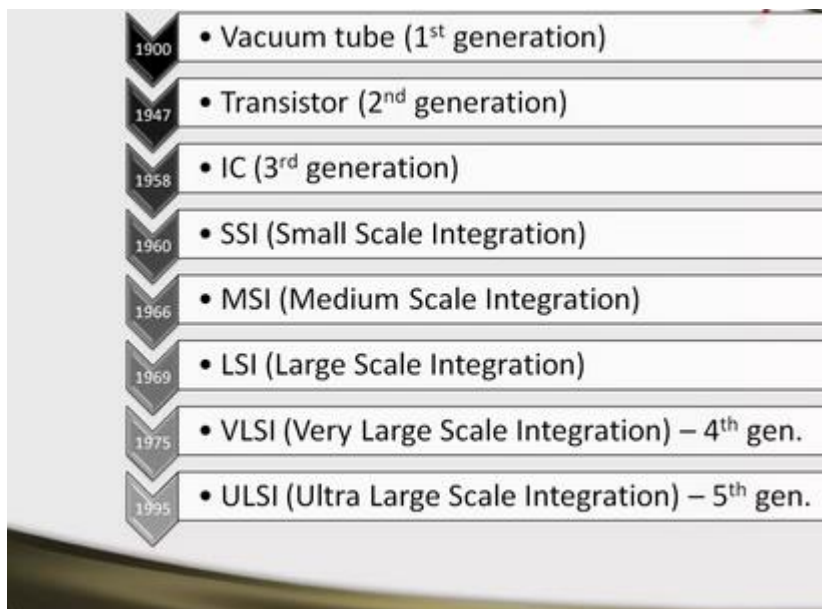 1900
• Vacuum tube (1st generation)
1947
• Transistor (2nd generation)
1958
• IC (3rd generation)
1960
• SSI (Small Scale Integration)
1966
• MSI (Medium Scale Integration)
1969
• LSI (Large Scale Integration)
1975
• VLSI (Very Large Scale Integration) – 4th gen.
1995
• ULSI (Ultra Large Scale Integration) – 5th gen.